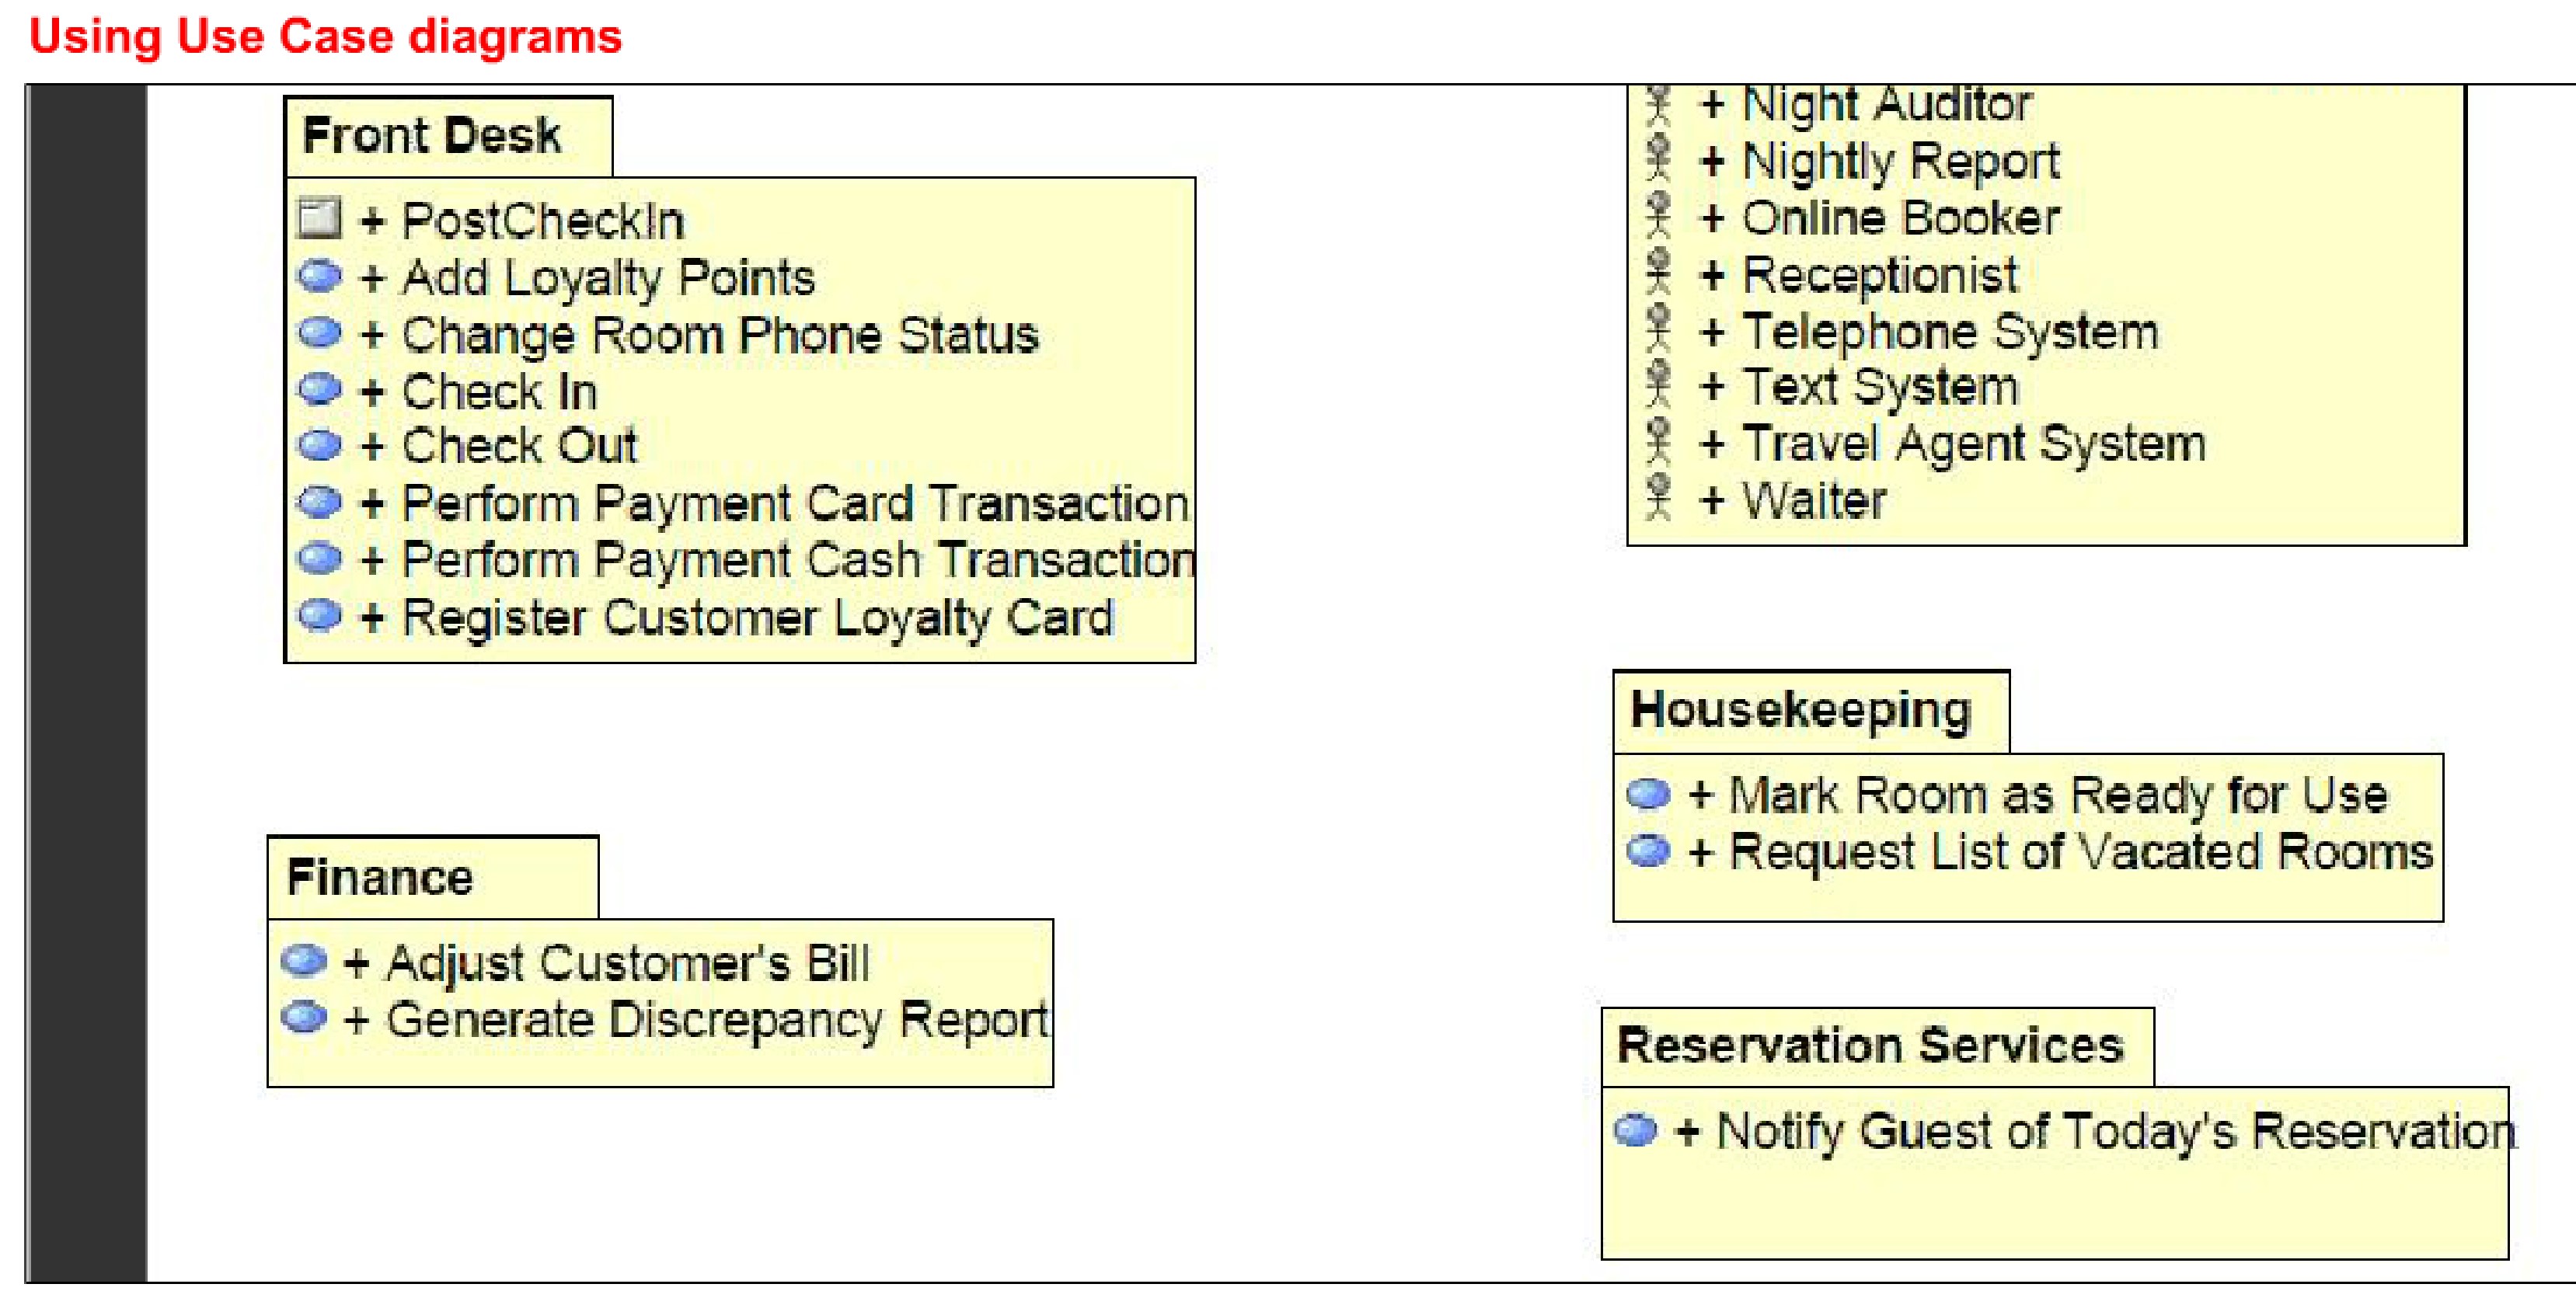 Using Use Case diagrams
Front Desk
+ PostCheckIn
+ Add Loyalty Points
+ Change Room Phone Status
+ Check In
+ Check Out
+ Perform Payment Card Transaction
+ Perform Payment Cash Transaction
+ Register Customer Loyalty Card
Finance
+ Adjust Customer's Bill
+ Generate Discrepancy Report
+ Night Auditor
+ Nightly Report
+ Online Booker
+ Receptionist
+ Telephone System
+ Text System
+ Travel Agent System
+ Waiter
Housekeeping
+ Mark Room as Ready for Use
+ Request List of Vacated Rooms
Reservation Services
+ Notify Guest of Today's Reservation